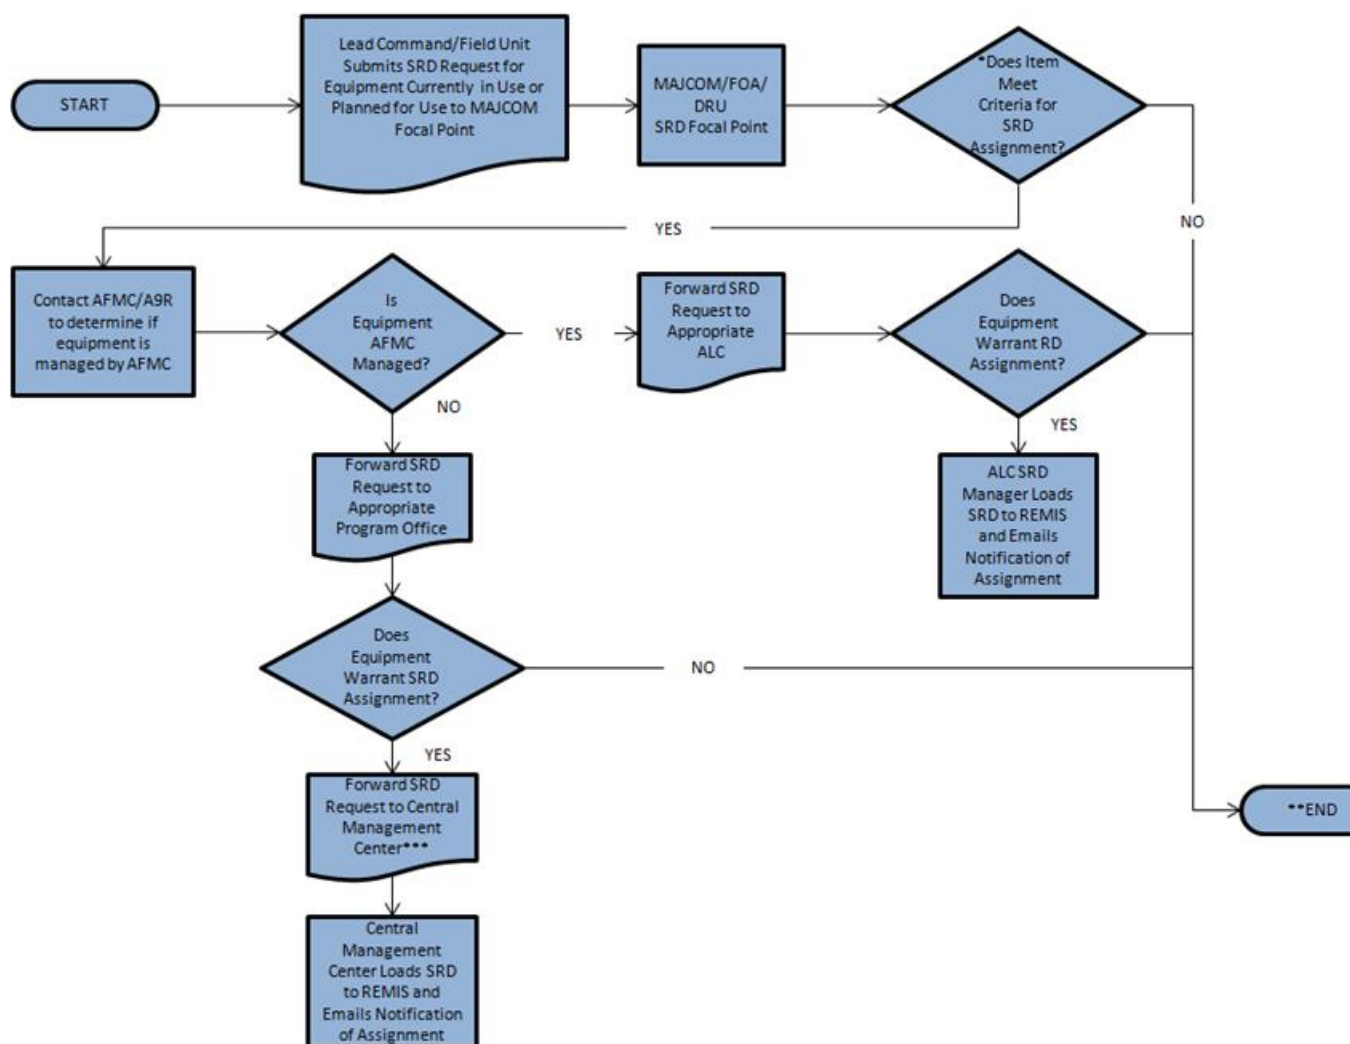 START
Lead Command/Field Unit
Submits SRD Request for
Equipment Currently in Use or
Planned for Use to MAJCOM
Focal Point
MAJCOM/FOA/
DRU
SRD Focal Point
*Does Item
Meet
Criteria for
SRD
Assignment?
NO
YES
Contact AFMC/A9R
to determine if
equipment is
managed by AFMC
Is
Equipment
AFMC
Managed?
YES
Forward SRD
Request to
Appropriate
ALC
Does
Equipment
Warrant RD
Assignment?
NO
YES
Forward SRD
Request to
Appropriate
Program Office
ALC SRD
Manager Loads
SRD to REMIS
and Emails
Notification of
Assignment
Does
Equipment
Warrant SRD
Assignment?
NO
YES
Forward SRD
Request to Central
Management
Center***
**END
Central
Management
Center Loads SRD
to REMIS and
Emails Notification
of Assignment